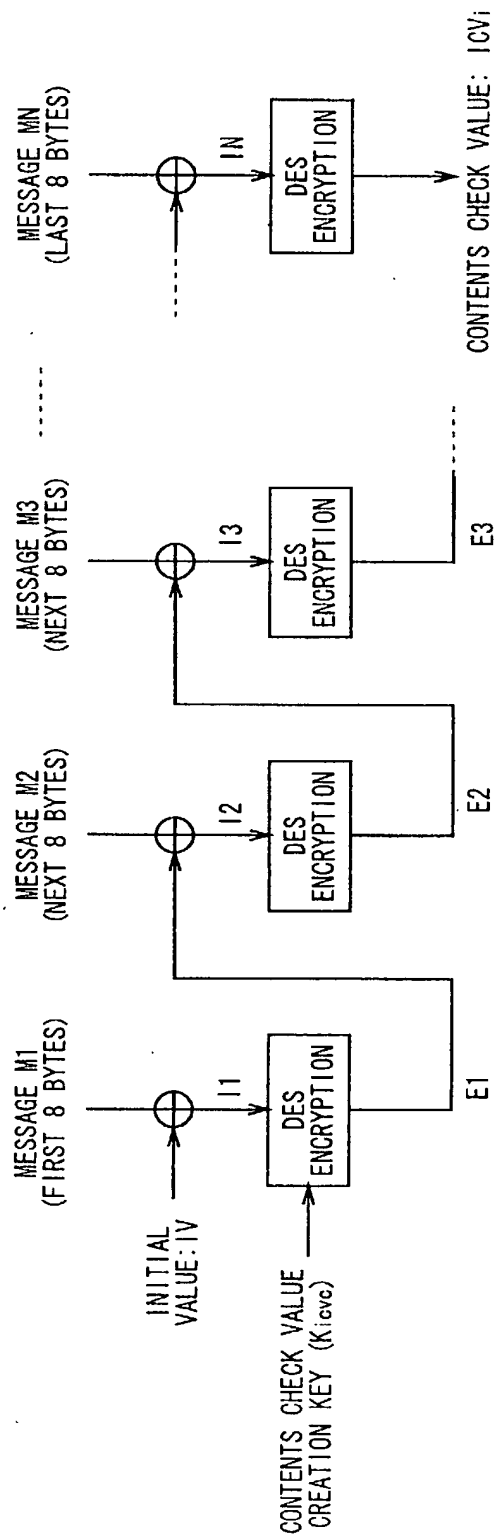 MESSAGE M1
(FIRST 8 BYTES)
MESSAGE M2
(NEXT 8 BYTES)
MESSAGE M3
(NEXT 8 BYTES)
MESSAGE MN
(LAST 8 BYTES)
INITIAL
VALUE:IV
I1
I2
I3
IN
CONTENTS CHECK VALUE
CREATION KEY (Kicvc)
DES
ENCRYPTION
DES
ENCRYPTION
DES
ENCRYPTION
DES
ENCRYPTION
E1
E2
E3
CONTENTS CHECK VALUE: ICVi